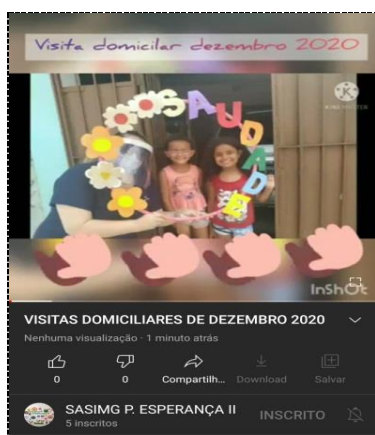 Visita domicilar dezembro 2020
KINEMASTER
SAUDADE
InShOt
VISITAS DOMICILIARES DE DEZEMBRO 2020
Nenhuma visualização · 1 minuto atrás
0
0
Compartilh...
Download
Salvar
SASIMG P. ESPERANÇA II
INSCRITO
5 inscritos